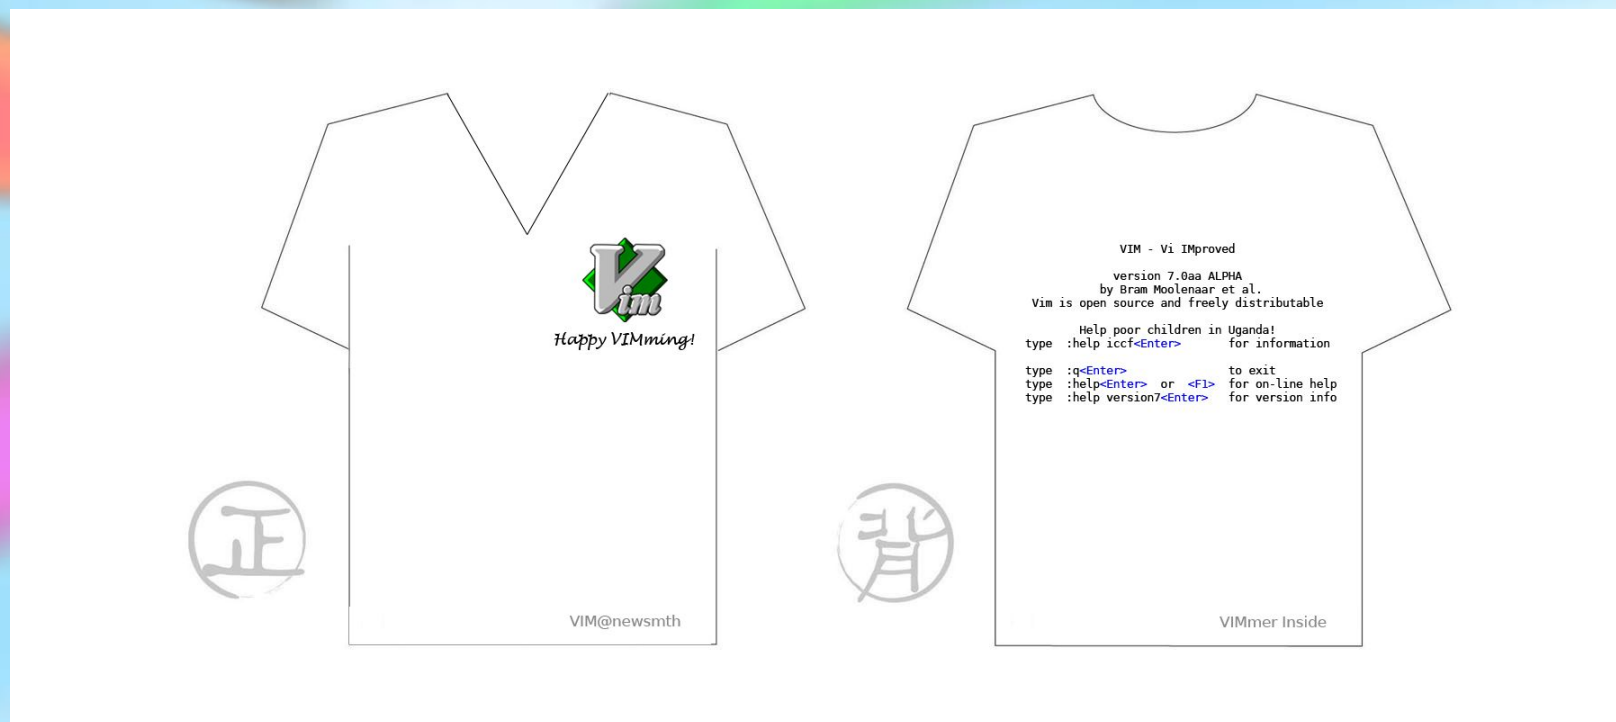 Vim
Happy VIMming!
正
VIM@newsmth
VIM - Vi IMproved
version 7.0aa ALPHA
by Bram Moolenaar et al.
Vim is open source and freely distributable
Help poor children in Uganda!
type  :help iccf<Enter>       for information
type  :q<Enter>               to exit
type  :help<Enter>  or  <F1>  for on-line help
type  :help version7<Enter>   for version info
背
VIMmer Inside